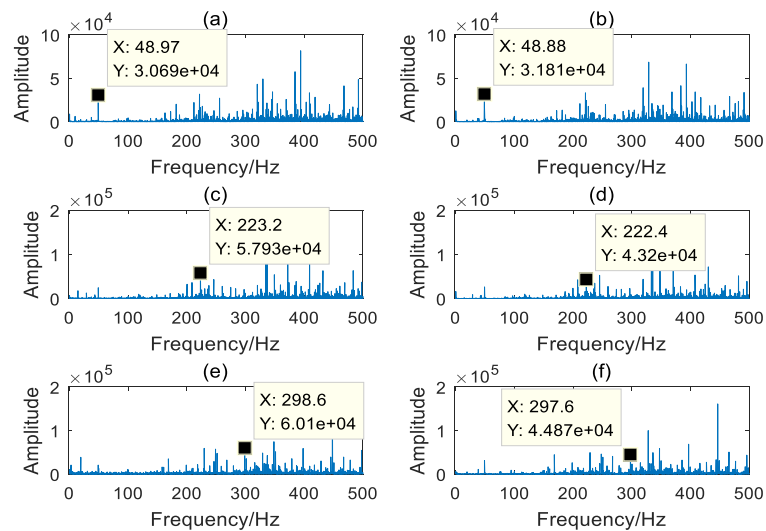 (a)
×10⁴
10
5
0
Amplitude
X: 48.97
Y: 3.069e+04
0 100 200 300 400 500
Frequency/Hz
(b)
×10⁴
10
5
0
Amplitude
X: 48.88
Y: 3.181e+04
0 100 200 300 400 500
Frequency/Hz
(c)
×10⁵
2
1
0
Amplitude
X: 223.2
Y: 5.793e+04
0 100 200 300 400 500
Frequency/Hz
(d)
×10⁵
2
1
0
Amplitude
X: 222.4
Y: 4.32e+04
0 100 200 300 400 500
Frequency/Hz
(e)
×10⁵
2
1
0
Amplitude
X: 298.6
Y: 6.01e+04
0 100 200 300 400 500
Frequency/Hz
(f)
×10⁵
2
1
0
Amplitude
X: 297.6
Y: 4.487e+04
0 100 200 300 400 500
Frequency/Hz